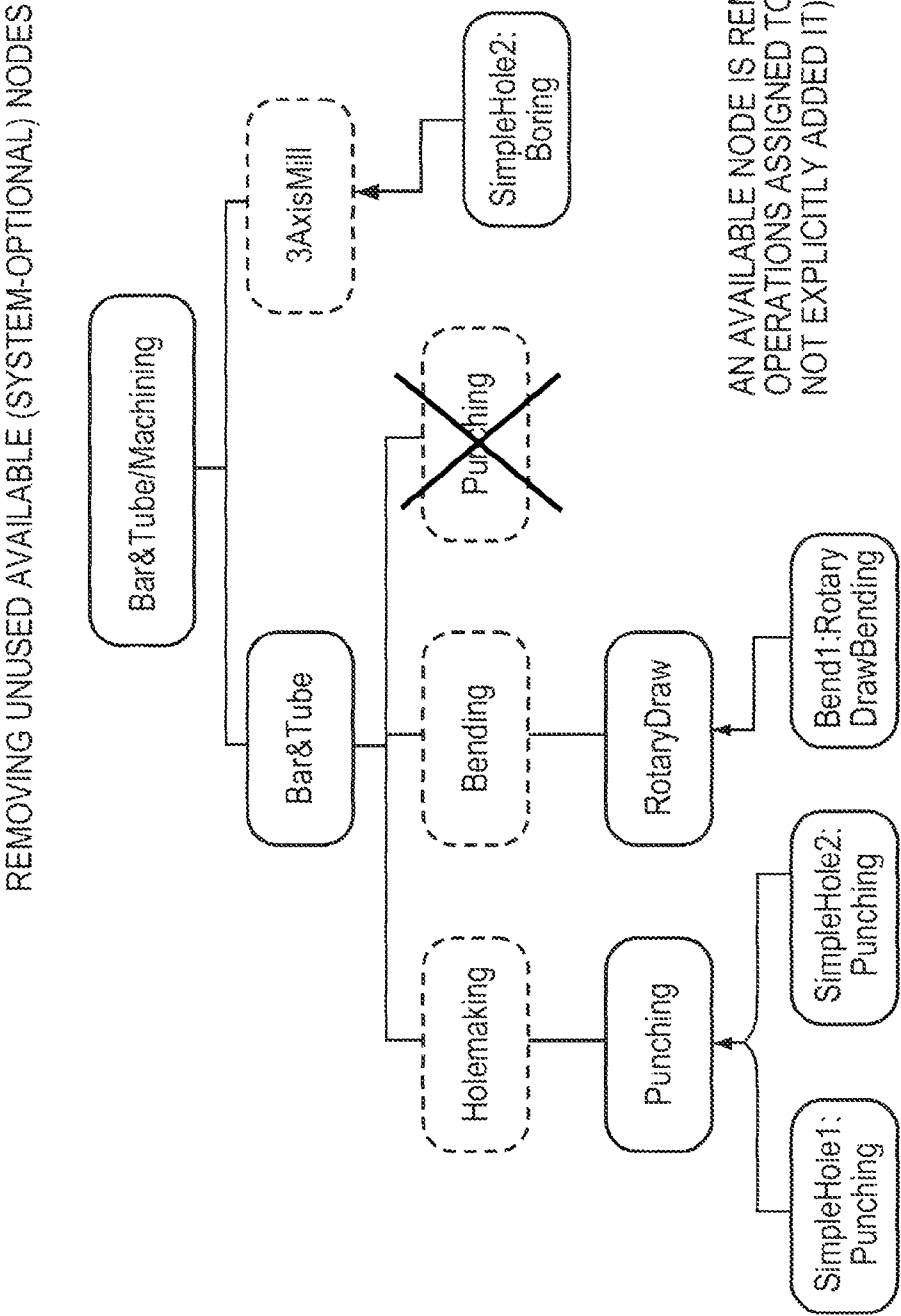 REMOVING UNUSED AVAILABLE (SYSTEM-OPTIONAL) NODES
Bar&Tube/Machining
Bar&Tube
3AxisMill
Holemaking
Bending
Punching
Punching
RotaryDraw
SimpleHole2:
Boring
SimpleHole1:
Punching
SimpleHole2:
Punching
Bend1:Rotary
DrawBending
AN AVAILABLE NODE IS
OPERATIONS ASSIGNED TO
NOT EXPLICITLY ADDED IT)